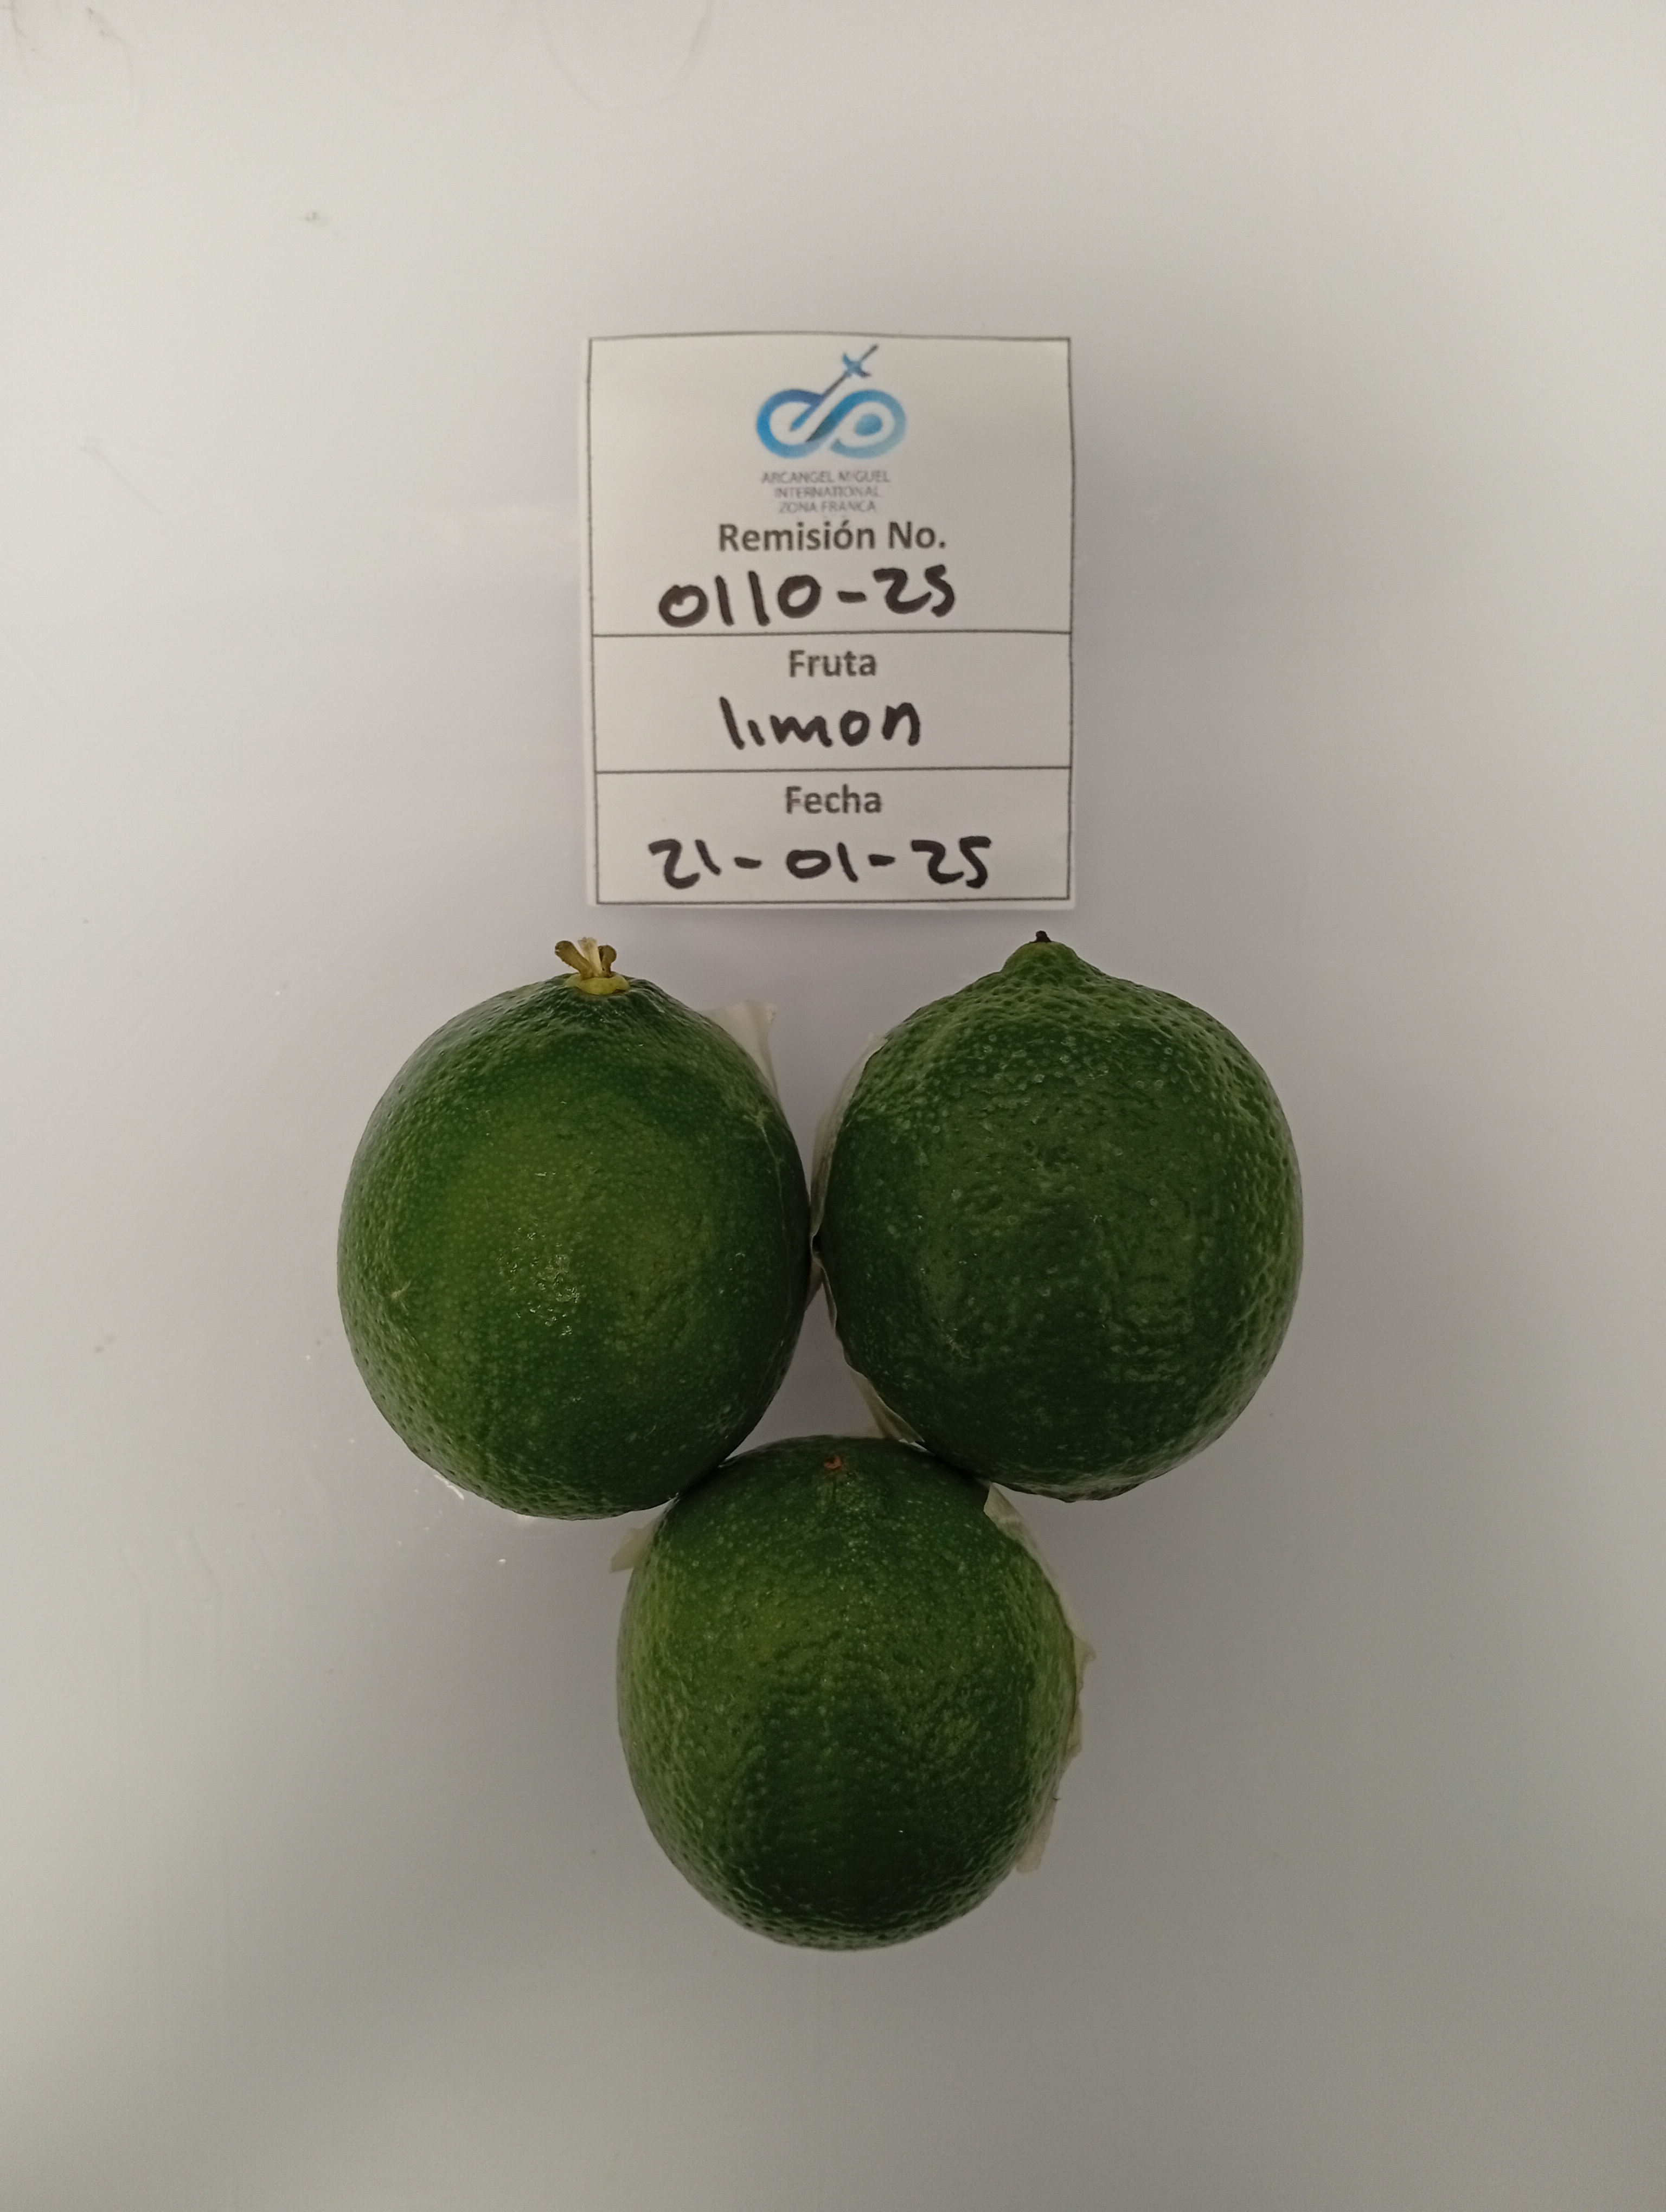 ARCANGEL MIGUEL
INTERNATIONAL
ZONA FRANCA
Remisión No.
0110-25
Fruta
limon
Fecha
21-01-25